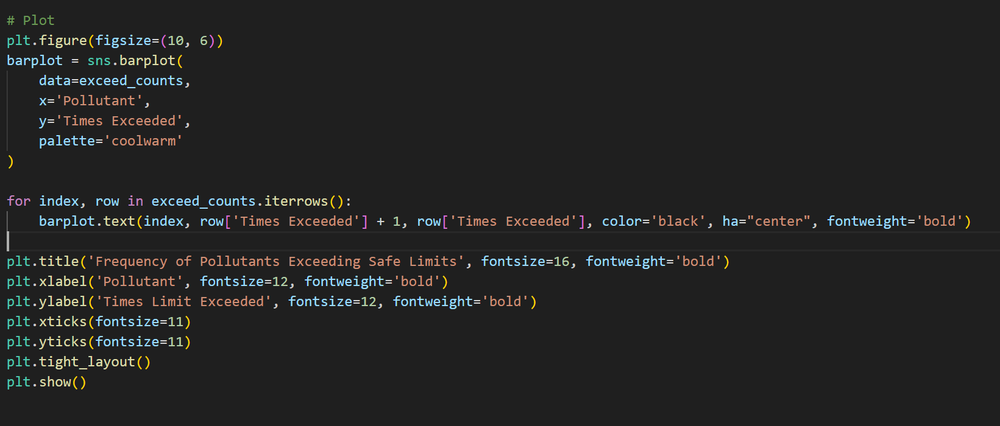 # Plot
plt.figure(figsize=(10, 6))
barplot = sns.barplot(
    data=exceed_counts,
    x='Pollutant',
    y='Times Exceeded',
    palette='coolwarm'
)
for index, row in exceed_counts.iterrows():
    barplot.text(index, row['Times Exceeded'] + 1, row['Times Exceeded'], color='black', ha="center", fontweight='bold')
plt.title('Frequency of Pollutants Exceeding Safe Limits', fontsize=16, fontweight='bold')
plt.xlabel('Pollutant', fontsize=12, fontweight='bold')
plt.ylabel('Times Limit Exceeded', fontsize=12, fontweight='bold')
plt.xticks(fontsize=11)
plt.yticks(fontsize=11)
plt.tight_layout()
plt.show()